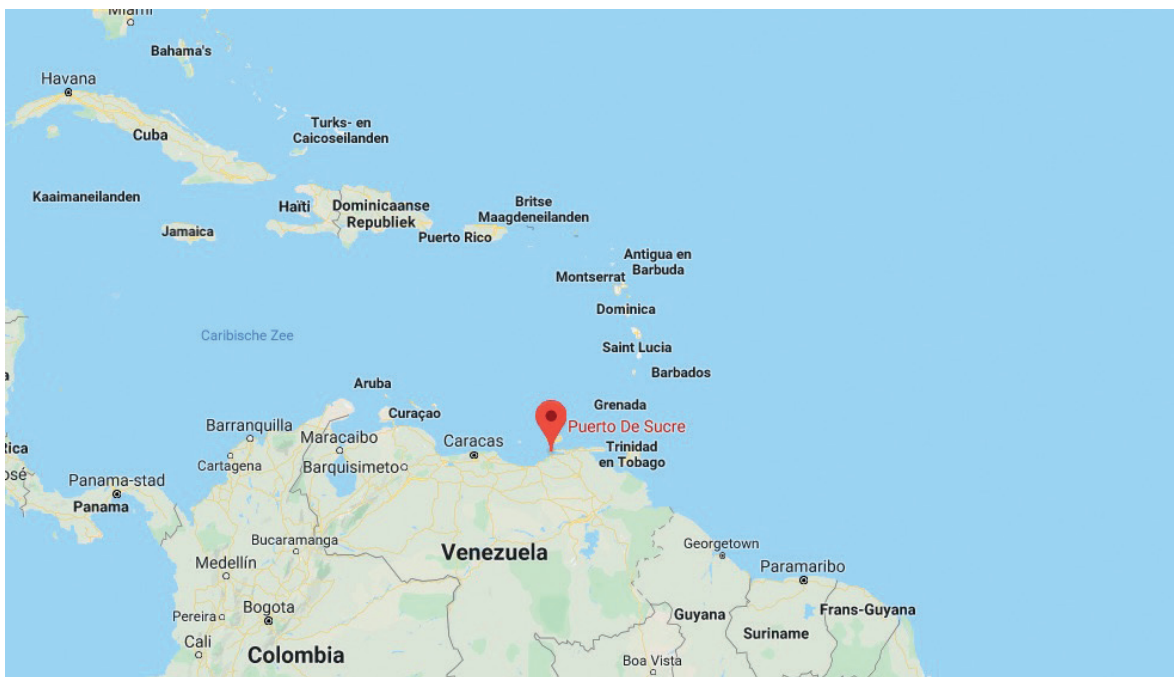 Miami
Bahama's
Havana
Turks- en
Caicoseilanden
Cuba
Kaaimaneilanden
Haïti
Dominicaanse
Republiek
Britse
Maagdeneilanden
Jamaica
Puerto Rico
Antigua en
Barbuda
Montserrat
Dominica
Caribische Zee
Saint Lucia
Barbados
Aruba
Curaçao
Grenada
Barranquilla
Puerto De Sucre
Maracaibo
Caracas
Trinidad
en Tobago
Cartagena
Barquisimeto
Rica
osé
Panama-stad
Panama
Bucaramanga
Venezuela
Georgetown
Medellín
Paramaribo
Pereira
Bogota
Guyana
Frans-Guyana
Suriname
Cali
Colombia
Boa Vista